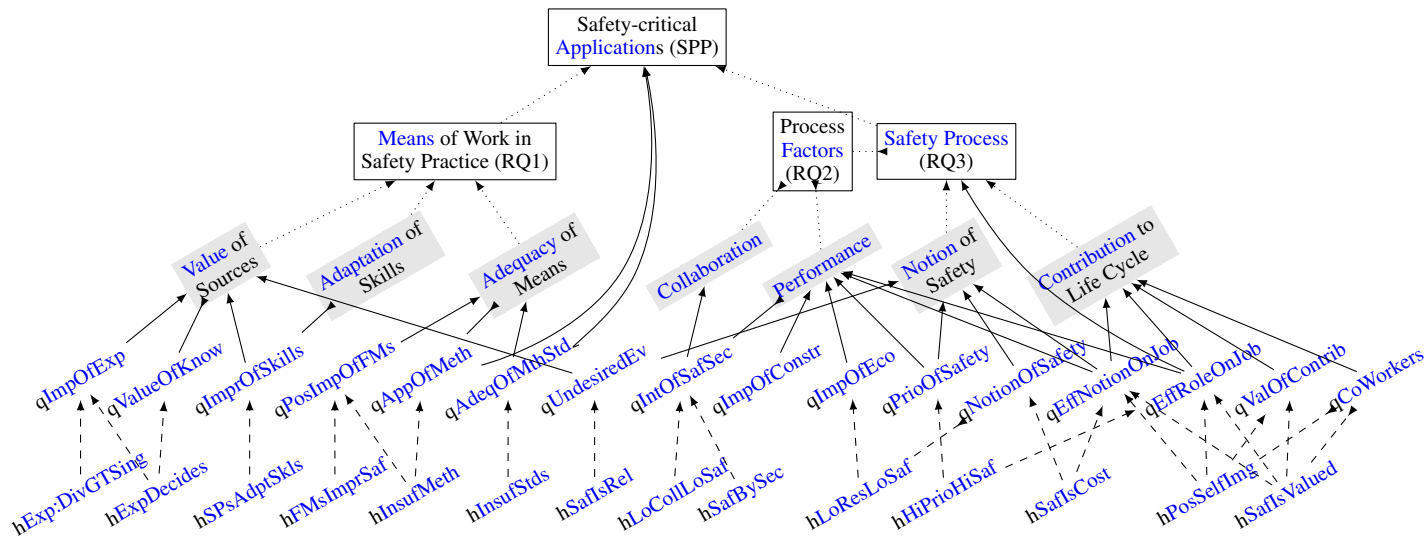 Safety-critical
Applications (SPP)
Means of Work in
Safety Practice (RQ1)
Process
Factors
(RQ2)
Safety Process
(RQ3)
Value of
Sources
Adaptation of
Skills
Adequacy of
Means
Collaboration
Performance
Notion of
Safety
Contribution to
Life Cycle
qImpOfExp
qValueOfKnow
qImprOfSkills
qPosImpOfFMs
qAppOfMeth
qAdeqOfMthStd
qUndesiredEv
qIntOfSafSec
qImpOfConstr
qImpOfEco
qPrioOfSafety
qNotionOfSafety
qEffNotionOnJob
qEffRoleOnJob
qValOfContrib
qCoWorkers
hExp:DivGTSing
hExpDecides
hSPsAdptSkls
hFMsImprSaf
hInsufMeth
hInsufStds
hSafIsRel
hLoCollLoSaf
hSafBySec
hLoResLoSaf
hHiPrioHiSaf
hSafIsCost
hPosSelfImg
hSafIsValued